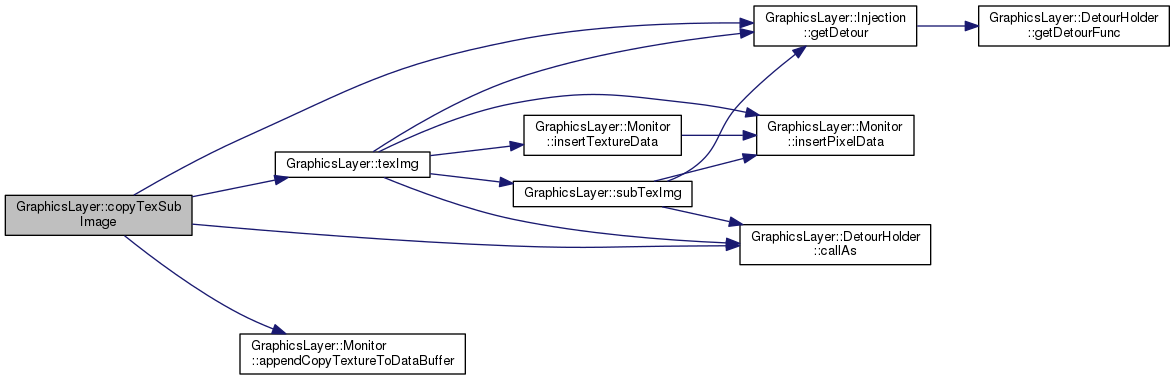 GraphicsLayer::copyTexSub
Image
GraphicsLayer::texImg
GraphicsLayer::Monitor
::appendCopyTextureToDataBuffer
GraphicsLayer::Monitor
::insertTextureData
GraphicsLayer::subTexImg
GraphicsLayer::Injection
::getDetour
GraphicsLayer::Monitor
::insertPixelData
GraphicsLayer::DetourHolder
::callAs
GraphicsLayer::DetourHolder
::getDetourFunc